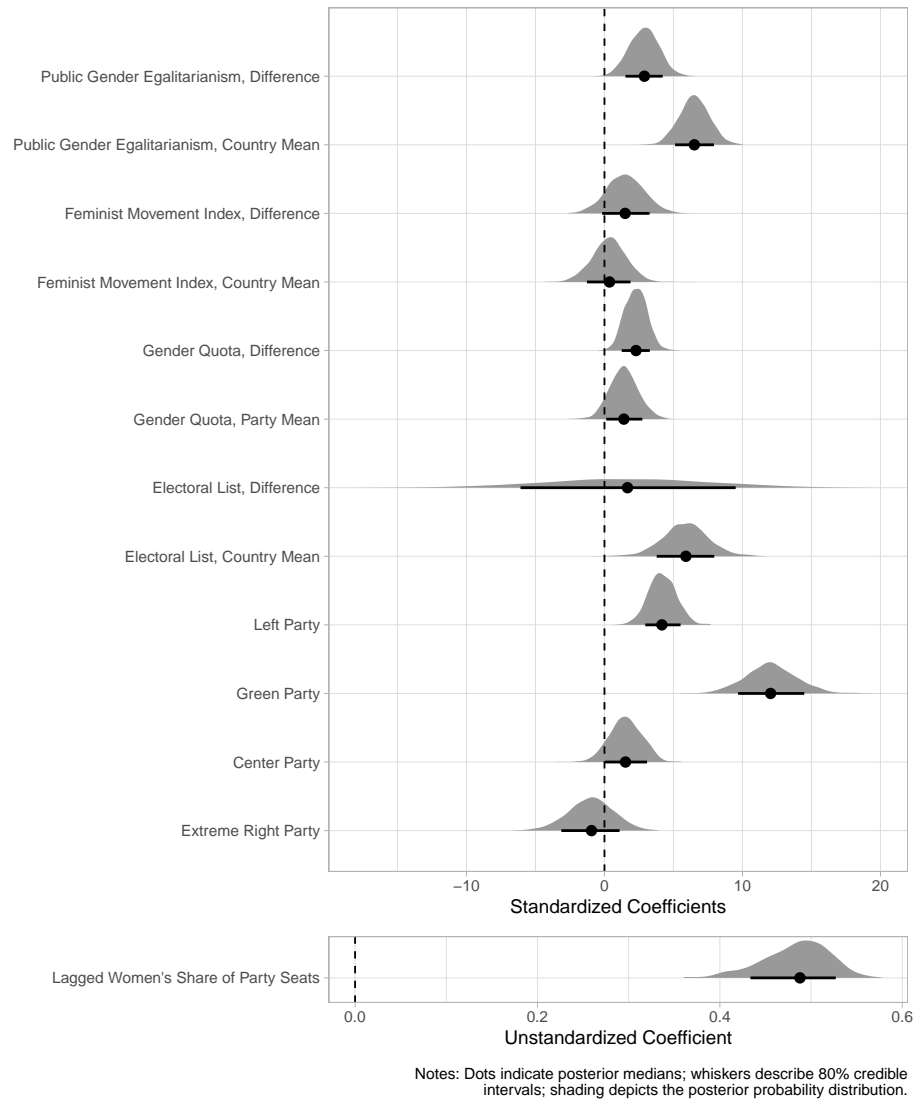 Public Gender Egalitarianism, Difference
Public Gender Egalitarianism, Country Mean
Feminist Movement Index, Difference
Feminist Movement Index, Country Mean
Gender Quota, Difference
Gender Quota, Party Mean
Electoral List, Difference
Electoral List, Country Mean
Left Party
Green Party
Center Party
Extreme Right Party
−10 0 10 20
Standardized Coefficients
Lagged Women's Share of Party Seats
0.0 0.2 0.4 0.6
Unstandardized Coefficient
Notes: Dots indicate posterior medians; whiskers describe 80% credible
intervals; shading depicts the posterior probability distribution.